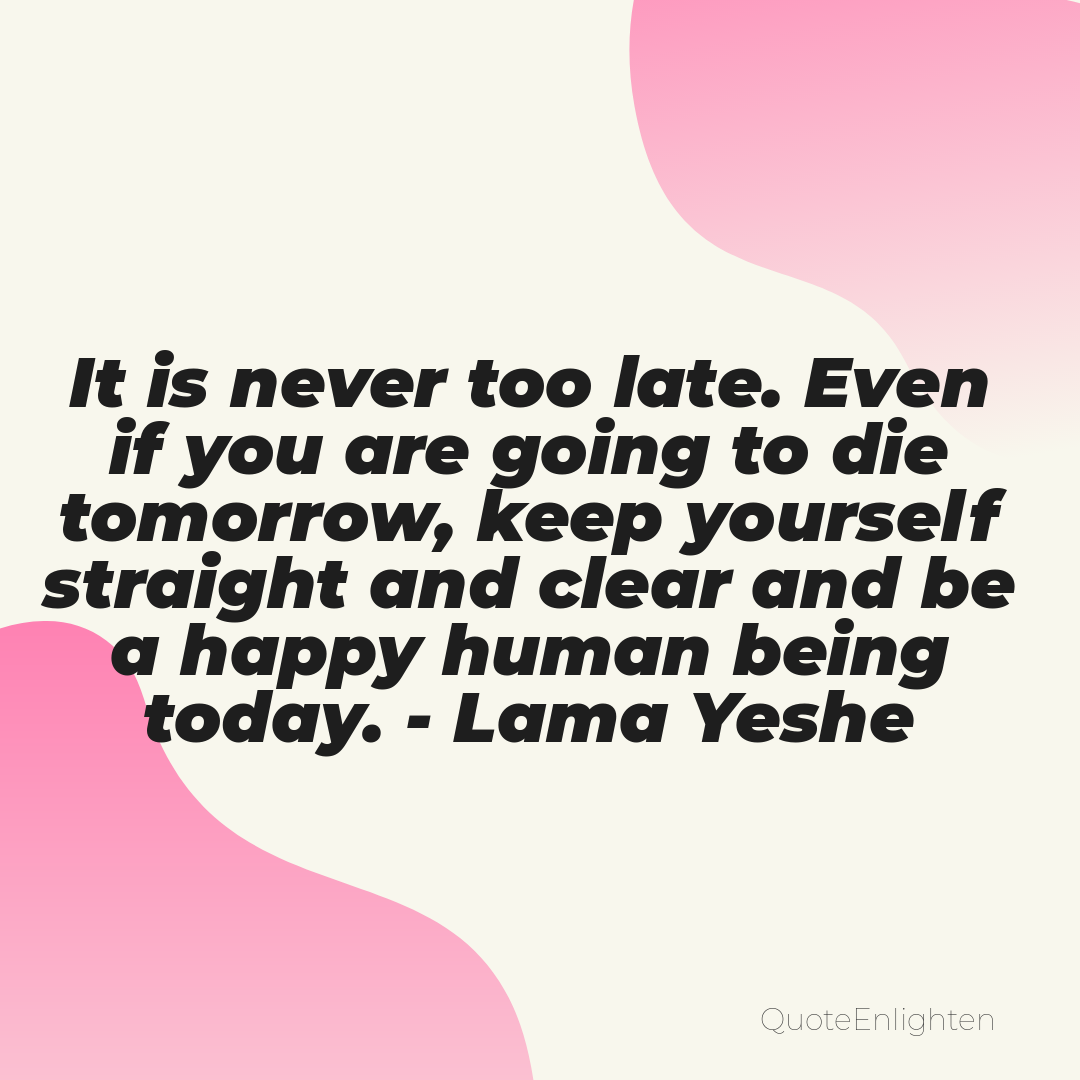 It is never too late. Even
if you are going to die
tomorrow, keep yourself
straight and clear and be
a happy human being
today. - Lama Yeshe
QuoteEnlighten